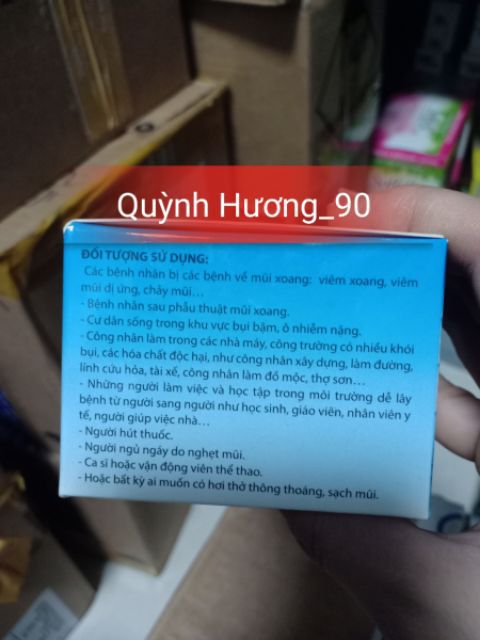 Quỳnh Hương_90
ĐỐI TƯỢNG SỬ DỤNG:
Các bệnh nhân bị các bệnh về mũi xoang: viêm xoang, viêm
mũi dị ứng, chảy mũi...
- Bệnh nhân sau phẫu thuật mũi xoang.
- Cư dân sống trong khu vực bụi bặm, ô nhiễm nặng.
- Công nhân làm trong các nhà máy, công trường có nhiều khói
bụi, các hóa chất độc hại, như công nhân xây dựng, làm đường,
lính cứu hỏa, tài xế, công nhân làm đồ mộc, thợ sơn...
- Những người làm việc và học tập trong môi trường dễ lây
bệnh từ người sang người như học sinh, giáo viên, nhân viên y
tế, người giúp việc nhà...
- Người hút thuốc.
- Người ngủ ngáy do nghẹt mũi.
- Ca sĩ hoặc vận động viên thể thao.
- Hoặc bất kỳ ai muốn có hơi thở thông thoáng, sạch mũi.